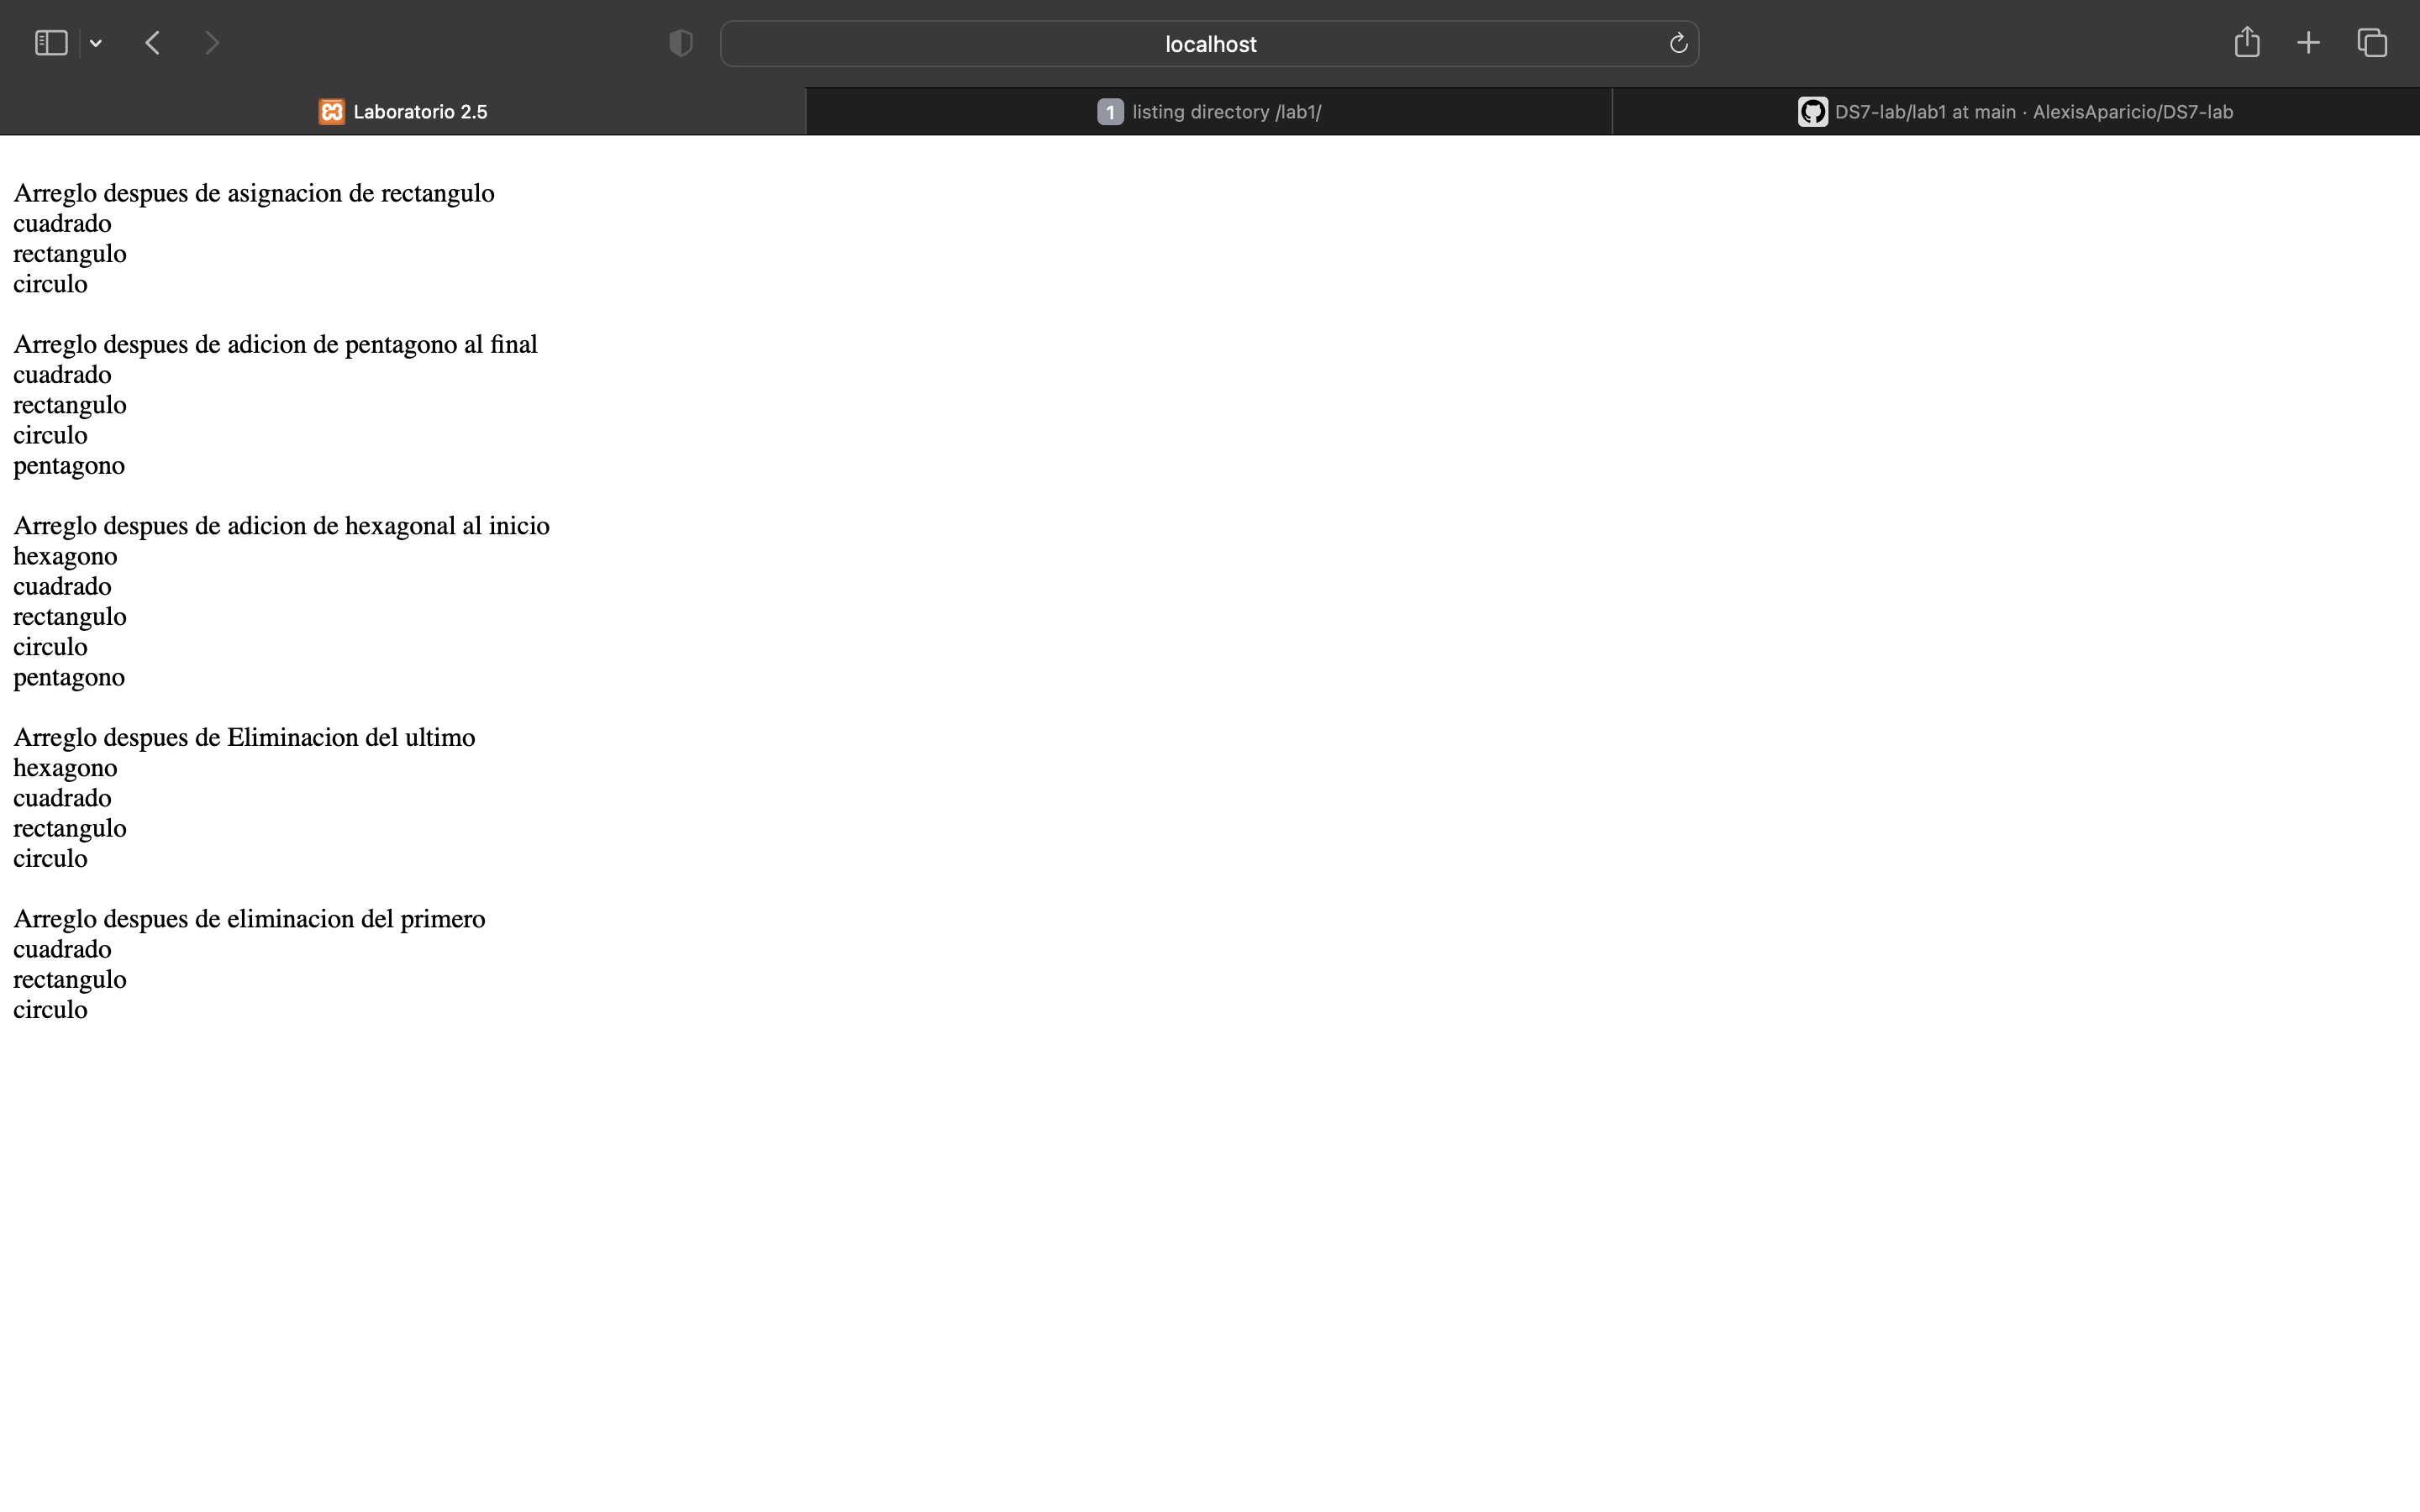 localhost
Laboratorio 2.5
1 listing directory /lab1/
DS7-lab/lab1 at main · AlexisAparicio/DS7-lab
Arreglo despues de asignacion de rectangulo
cuadrado
rectangulo
circulo
Arreglo despues de adicion de pentagono al final
cuadrado
rectangulo
circulo
pentagono
Arreglo despues de adicion de hexagonal al inicio
hexagono
cuadrado
rectangulo
circulo
pentagono
Arreglo despues de Eliminacion del ultimo
hexagono
cuadrado
rectangulo
circulo
Arreglo despues de eliminacion del primero
cuadrado
rectangulo
circulo